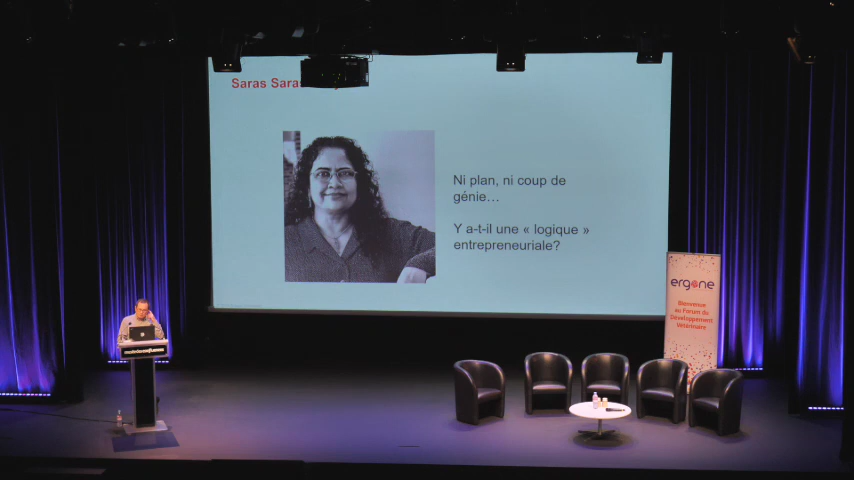 Saras Saras
Ni plan, ni coup de
génie…
Y a-t-il une « logique »
entrepreneuriale?
ergone
Bienvenue
au Forum du
Développement
Vétérinaire